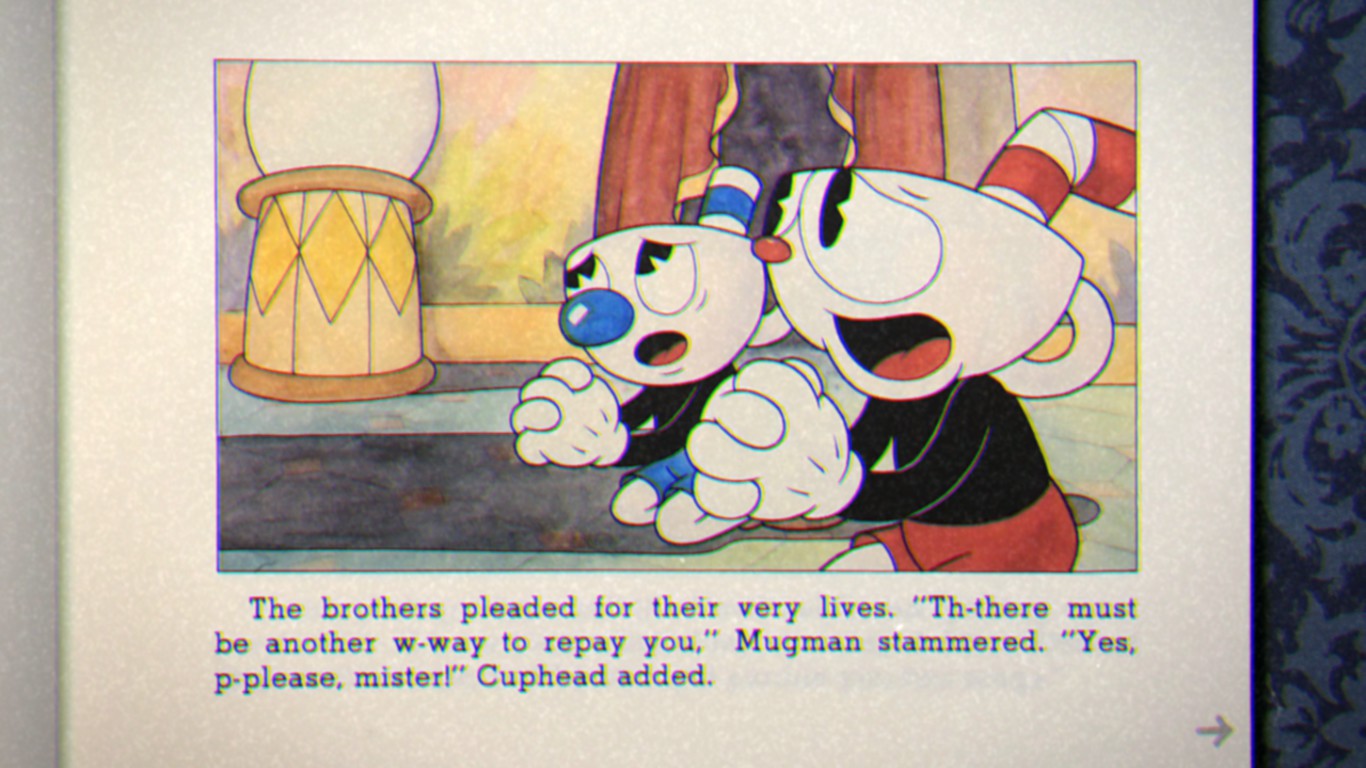 The brothers pleaded for their very lives. “Th-there must
be another w-way to repay you,” Mugman stammered. “Yes,
p-please, mister!” Cuphead added.